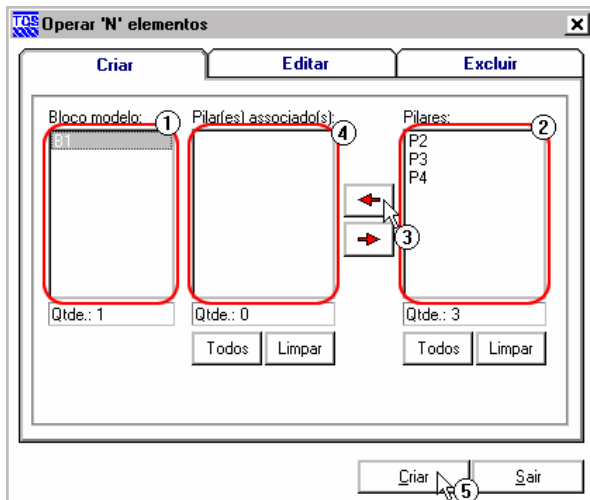 TQS Operar 'N' elementos
Criar Editar Excluir
Bloco modelo: 1 Pilar(es) associado(s): 4 Pilares: 2
B1
P2
P3
P4
3
Qtde.: 1 Qtde.: 0 Qtde.: 3
Todos Limpar Todos Limpar
Criar 5 Sair